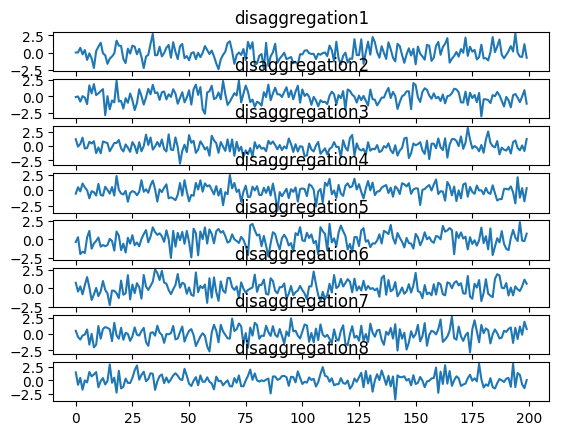 disaggregation1
2.5
0.0
−2.5
disaggregation2
2.5
0.0
−2.5
disaggregation3
2.5
0.0
−2.5
disaggregation4
2.5
0.0
−2.5
disaggregation5
2.5
0.0
−2.5
disaggregation6
2.5
0.0
−2.5
disaggregation7
2.5
0.0
−2.5
disaggregation8
2.5
0.0
−2.5
0 25 50 75 100 125 150 175 200